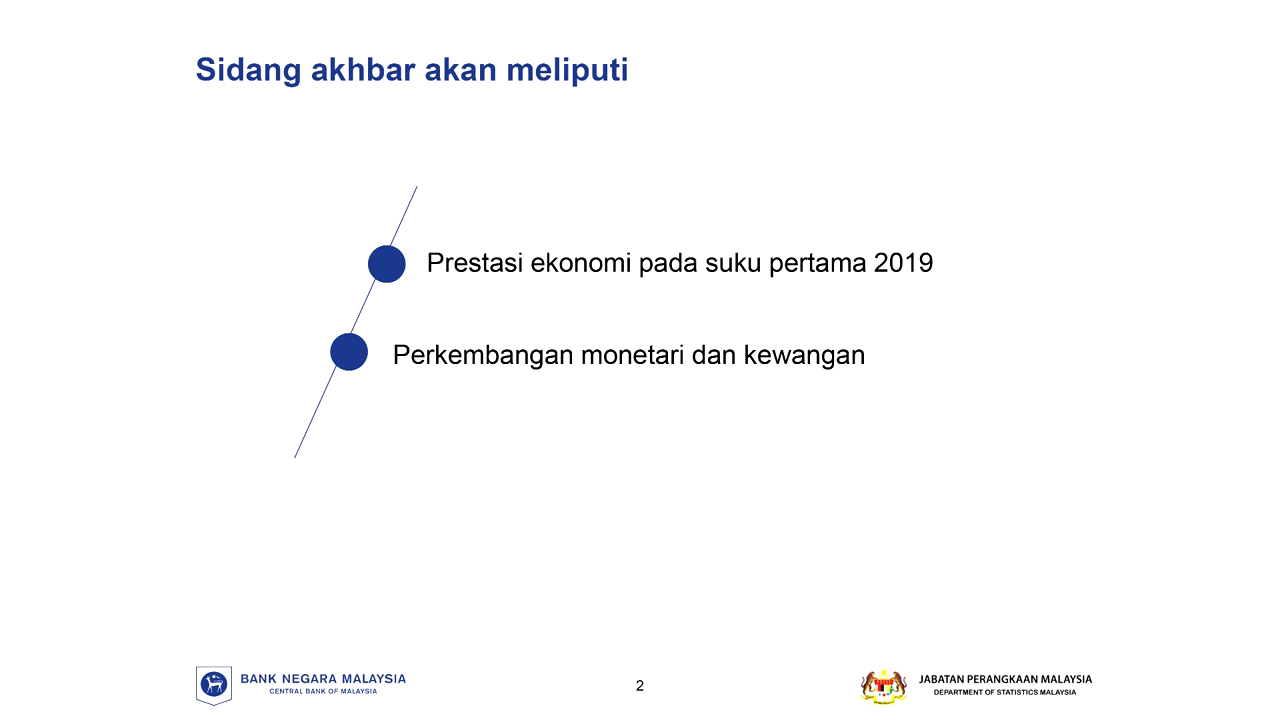 Sidang akhbar akan meliputi
Prestasi ekonomi pada suku pertama 2019
Perkembangan monetari dan kewangan
BANK NEGARA MALAYSIA
CENTRAL BANK OF MALAYSIA
2
JABATAN PERANGKAAN MALAYSIA
DEPARTMENT OF STATISTICS MALAYSIA